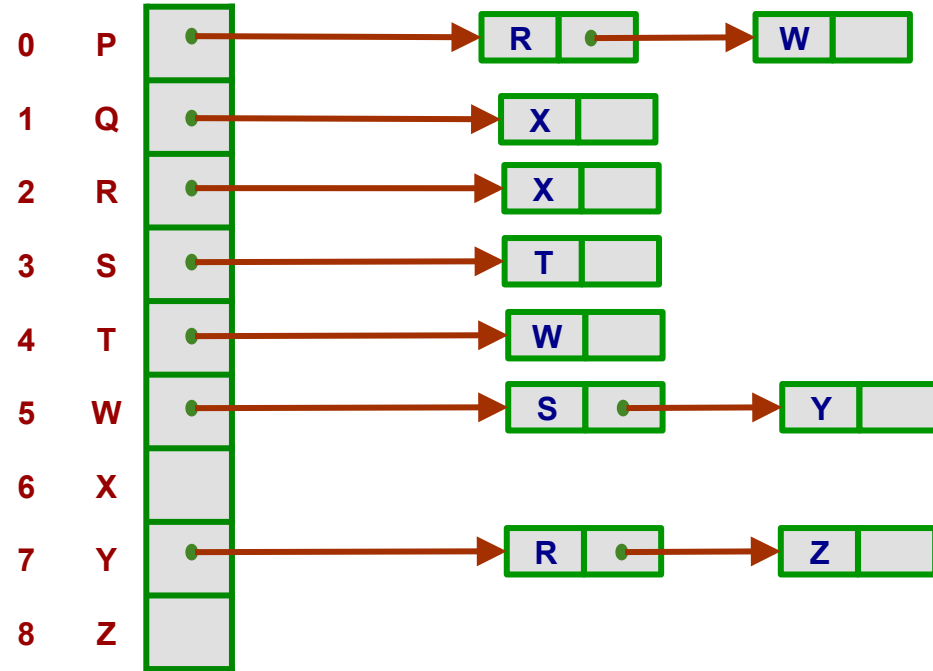 0 P R W
1 Q X
2 R X
3 S T
4 T W
5 W S Y
6 X
7 Y R Z
8 Z